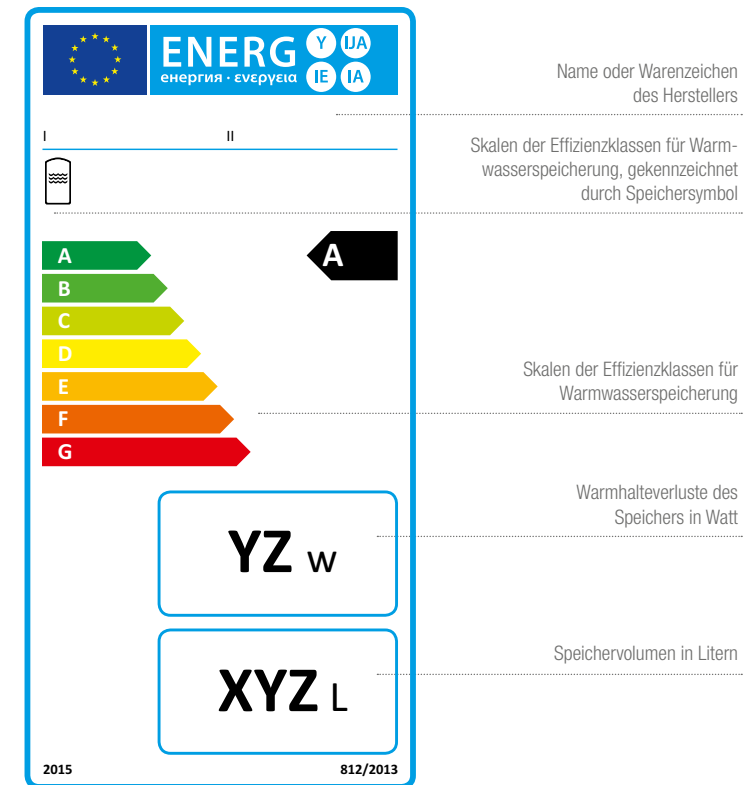 ENERG Y IJA
енергия · ενεργεια IE IA
Name oder Warenzeichen
des Herstellers
I II
Skalen der Effizienzklassen für Warm-
wasserspeicherung, gekennzeichnet
durch Speichersymbol
A A
B
C
D
E
F
G
Skalen der Effizienzklassen für
Warmwasserspeicherung
Warmhalteverluste des
Speichers in Watt
YZ W
Speichervolumen in Litern
XYZ L
2015 812/2013